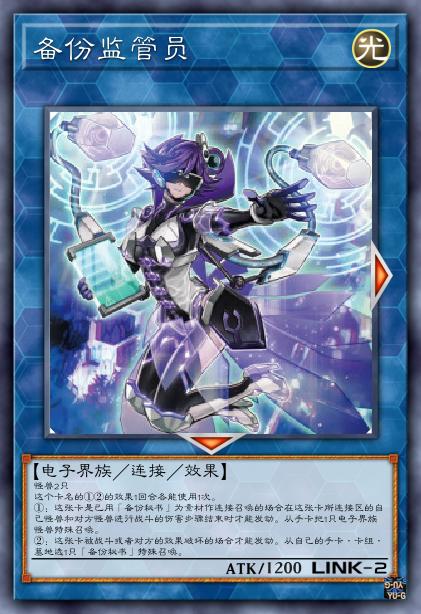 备份监管员
光
【电子界族／连接／效果】
怪兽2只
这个卡名的①②的效果1回合各能使用1次。
①：这张卡是已用「备份秘书」为素材作连接召唤的场合在这张卡所连接区的自
己怪兽和对方怪兽进行战斗的伤害步骤结束时才能发动。从手卡把1只电子界族
怪兽特殊召唤。
②：这张卡被战斗或者对方的效果破坏的场合才能发动。从自己的手卡・卡组・
墓地选1只「备份秘书」特殊召唤。
ATK/1200 LINK-2